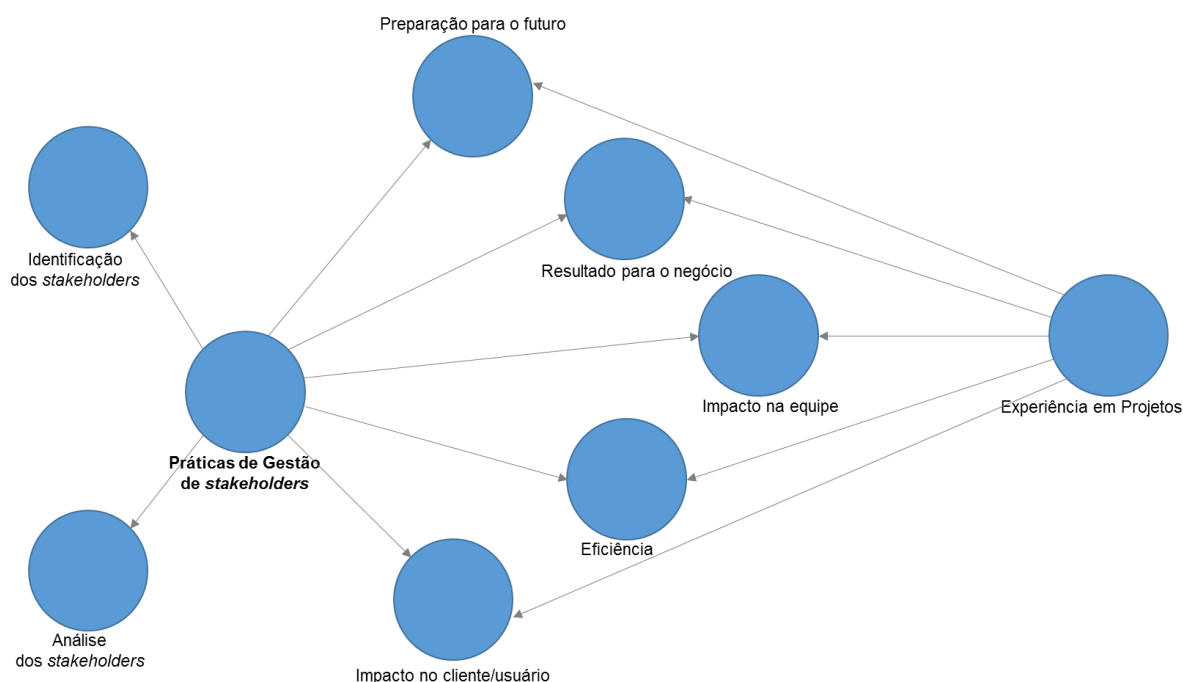 Preparação para o futuro
Identificação
dos stakeholders
Resultado para o negócio
Impacto na equipe
Experiência em Projetos
Práticas de Gestão
de stakeholders
Eficiência
Análise
dos stakeholders
Impacto no cliente/usuário